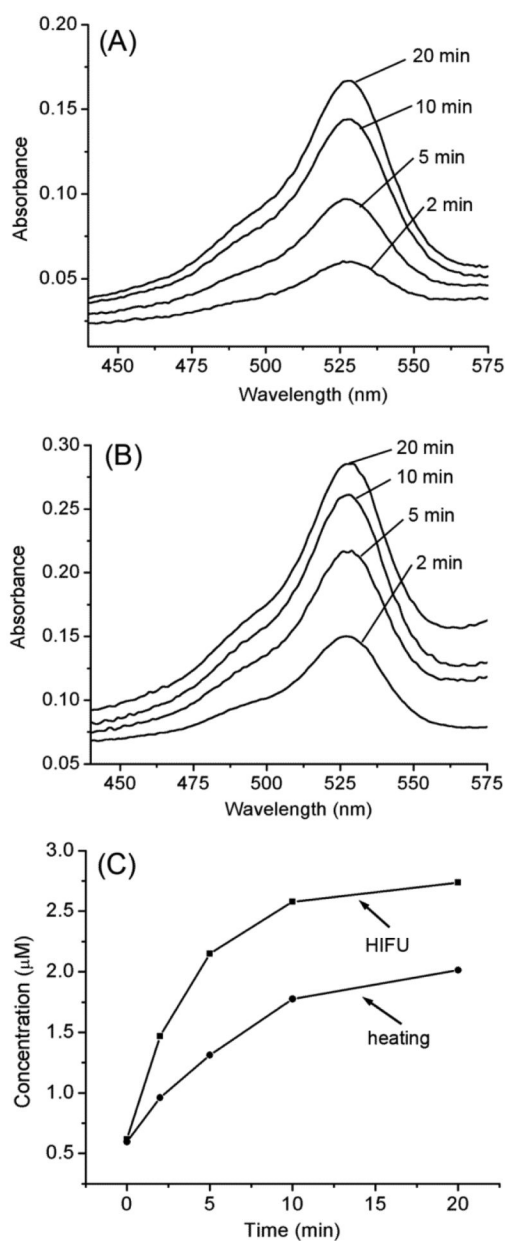 (A)
0.20
0.15
0.10
0.05
Absorbance
20 min
10 min
5 min
2 min
450 475 500 525 550 575
Wavelength (nm)
(B)
0.30
0.25
0.20
0.15
0.10
0.05
Absorbance
20 min
10 min
5 min
2 min
450 475 500 525 550 575
Wavelength (nm)
(C)
3.0
2.5
2.0
1.5
1.0
0.5
Concentration (μM)
HIFU
heating
0 5 10 15 20
Time (min)